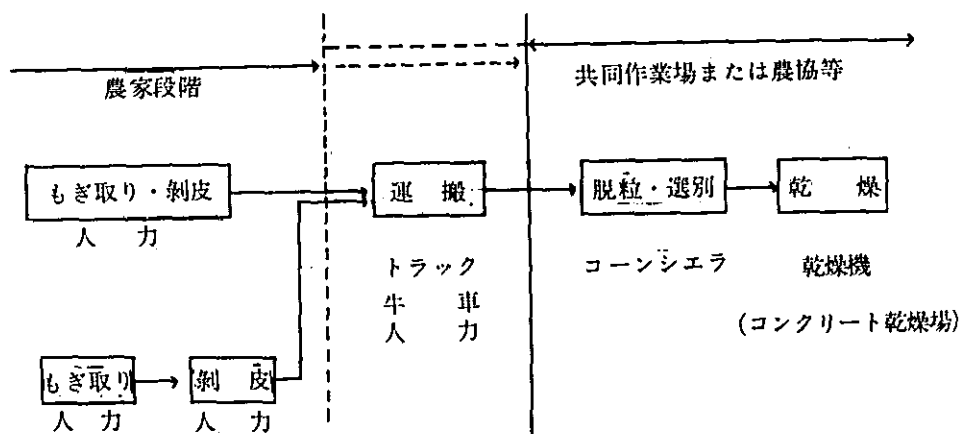 農家段階
共同作業場または農協等
もぎ取り・剝皮
人　力
運　搬
トラック
牛　車
人　力
脱粒・選別
コーンシエラ
乾　燥
乾燥機
(コンクリート乾燥場)
もぎ取り
人　力
剝　皮
人　力